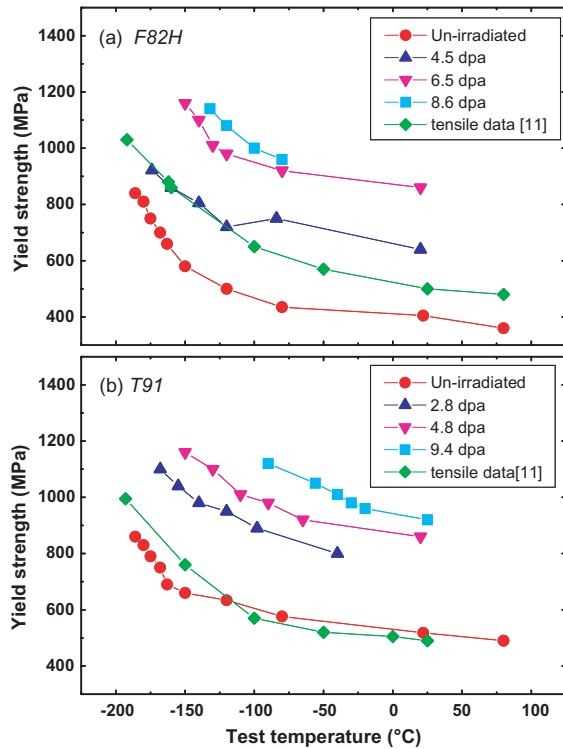 (a) F82H
Un-irradiated
4.5 dpa
6.5 dpa
8.6 dpa
tensile data [11]
1400
1200
1000
800
600
400
Yield strength (MPa)
(b) T91
Un-irradiated
2.8 dpa
4.8 dpa
9.4 dpa
tensile data[11]
1400
1200
1000
800
600
400
Yield strength (MPa)
-200 -150 -100 -50 0 50 100
Test temperature (°C)